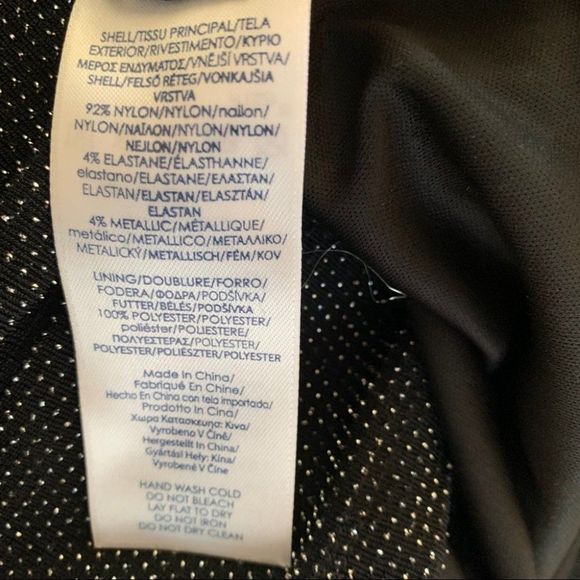 SHELL/TISSU PRINCIPAL/TELA
EXTERIOR/RIVESTIMENTO/ΚΥΡΙΟ
ΜΕΡΟΣ ΕΝΔΥΜΑΤΟΣ/VNĚJŠÍ VRSTVA/
SHELL/FELSŐ RÉTEG/VONKAJŠIA
VRSTVA
92% NYLON/NYLON/nailon/
NYLON/ΝΑΪΛΟΝ/NYLON/NYLON/
NEJLON/NYLON
4% ELASTANE/ÉLASTHANNE/
elastano/ELASTANE/ΕΛΑΣΤΑΝ/
ELASTAN/ELASTAN/ELASZTÁN/
ELASTAN
4% METALLIC/MÉTALLIQUE/
metálico/METALLICO/ΜΕΤΑΛΛΙΚΟ/
METALICKÝ/METALLISCH/FÉM/KOV
LINING/DOUBLURE/FORRO/
FODERA/ΦΟΔΡΑ/PODŠÍVKA/
FUTTER/BÉLÉS/PODŠÍVKA
100% POLYESTER/POLYESTER/
poliéster/POLIESTERE/
ΠΟΛΥΕΣΤΕΡΑΣ/POLYESTER/
POLYESTER/POLIÉSZTER/POLYESTER
Made In China/
Fabriqué En Chine/
Hecho En China con tela importada/
Prodotto In Cina/
Χωρα Κατασκευης: Κινα/
Vyrobeno V Číně/
Hergestellt In China/
Gyártási Hely: Kína/
Vyrobené V Číne
HAND WASH COLD
DO NOT BLEACH
LAY FLAT TO DRY
DO NOT IRON
DO NOT DRY CLEAN